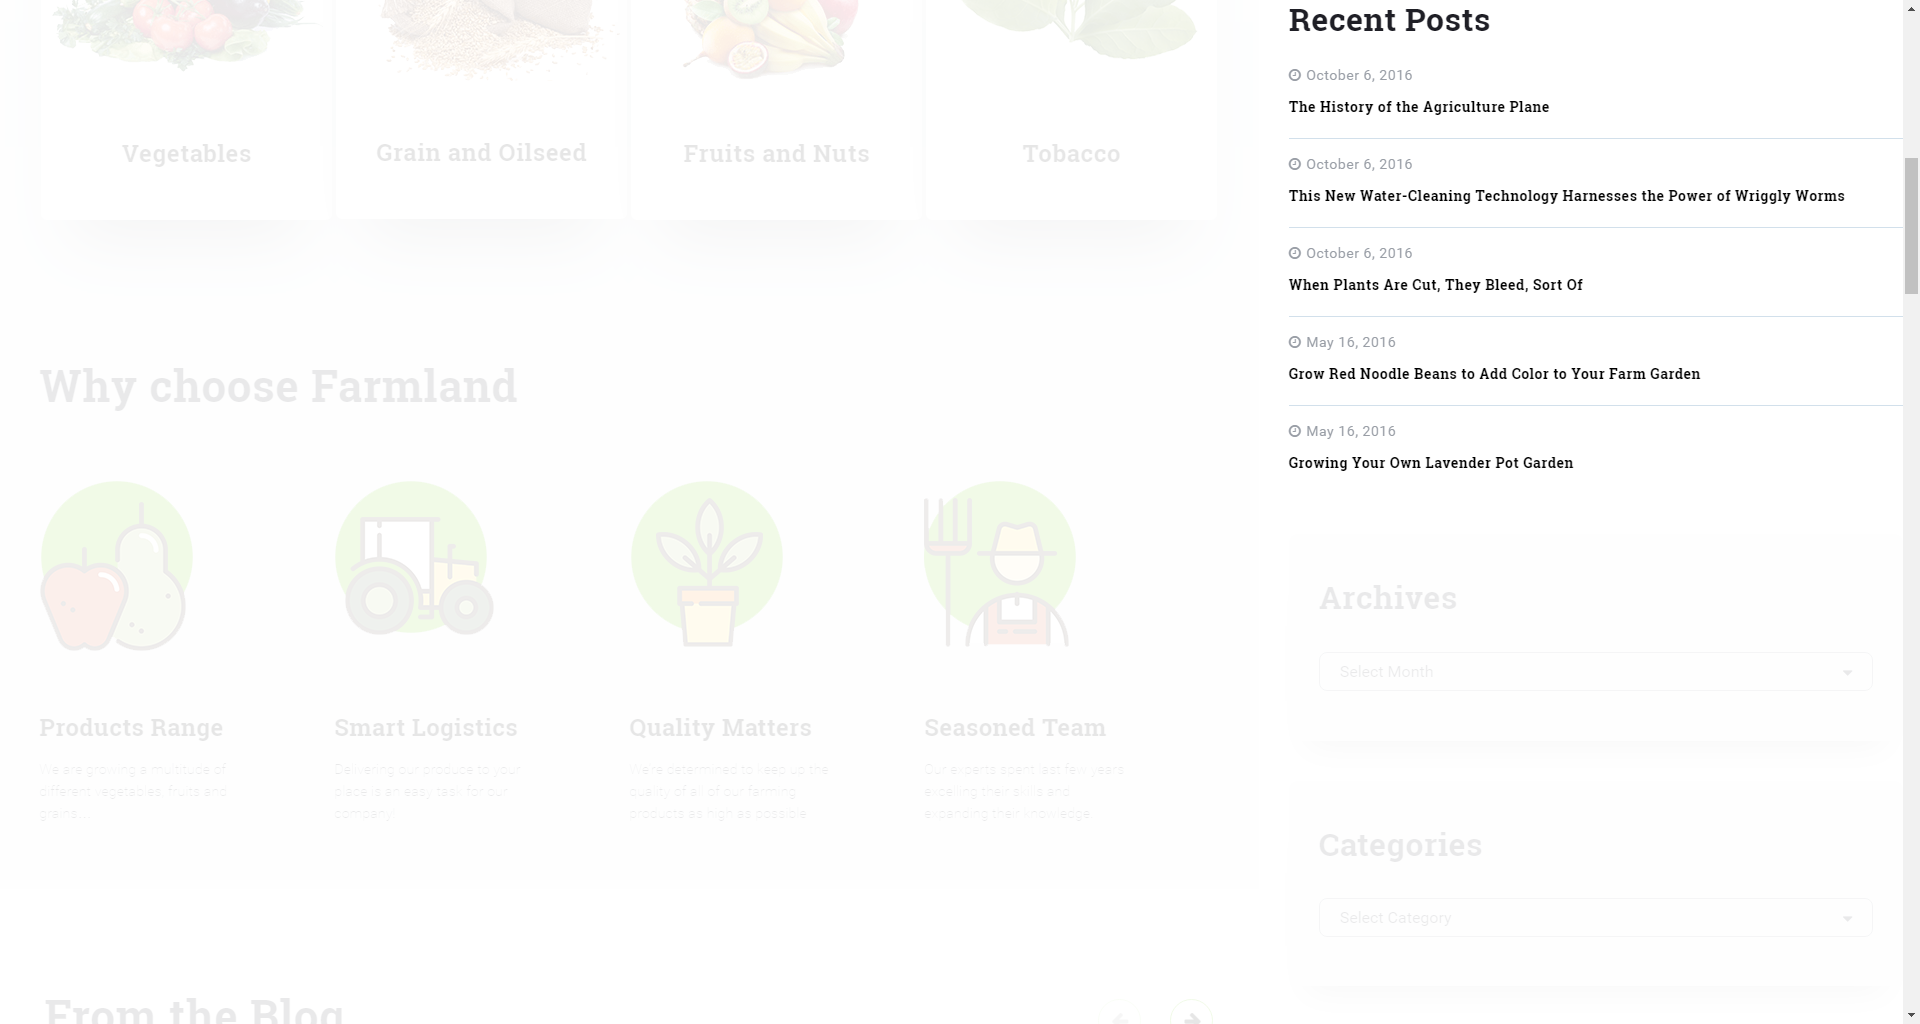 Vegetables
Grain and Oilseed
Fruits and Nuts
Tobacco
Why choose Farmland
Products Range
We are growing a multitude of
different vegetables, fruits and
grains...
Smart Logistics
Delivering our produce to your
place is an easy task for our
company!
Quality Matters
We're determined to keep up the
quality of all of our farming
products as high as possible.
Seasoned Team
Our experts spent last few years
excelling their skills and
expending their knowledge.
From the Blog
Recent Posts
October 6, 2016
The History of the Agriculture Plane
October 6, 2016
This New Water-Cleaning Technology Harnesses the Power of Wriggly Worms
October 6, 2016
When Plants Are Cut, They Bleed, Sort Of
May 16, 2016
Grow Red Noodle Beans to Add Color to Your Farm Garden
May 16, 2016
Growing Your Own Lavender Pot Garden
Archives
Select Month
Categories
Select Category